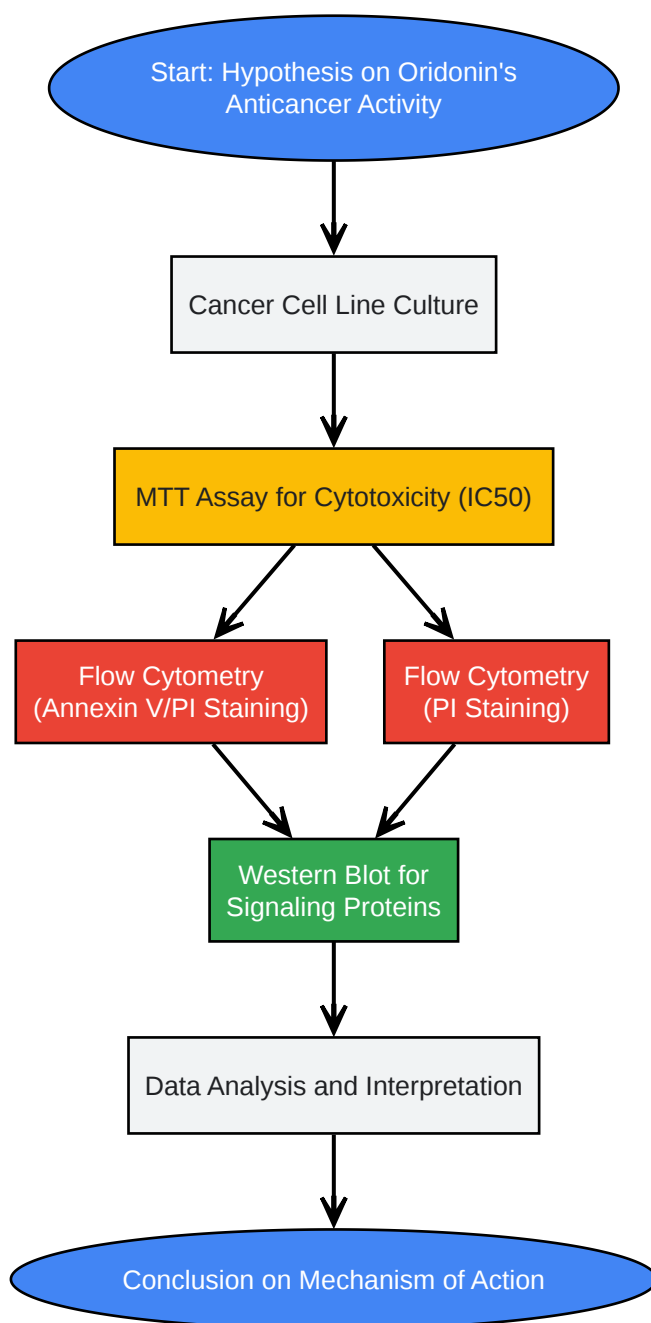 Start: Hypothesis on Oridonin's
Anticancer Activity
Cancer Cell Line Culture
MTT Assay for Cytotoxicity (IC50)
Flow Cytometry
(Annexin V/PI Staining)
Flow Cytometry
(PI Staining)
Western Blot for
Signaling Proteins
Data Analysis and Interpretation
Conclusion on Mechanism of Action